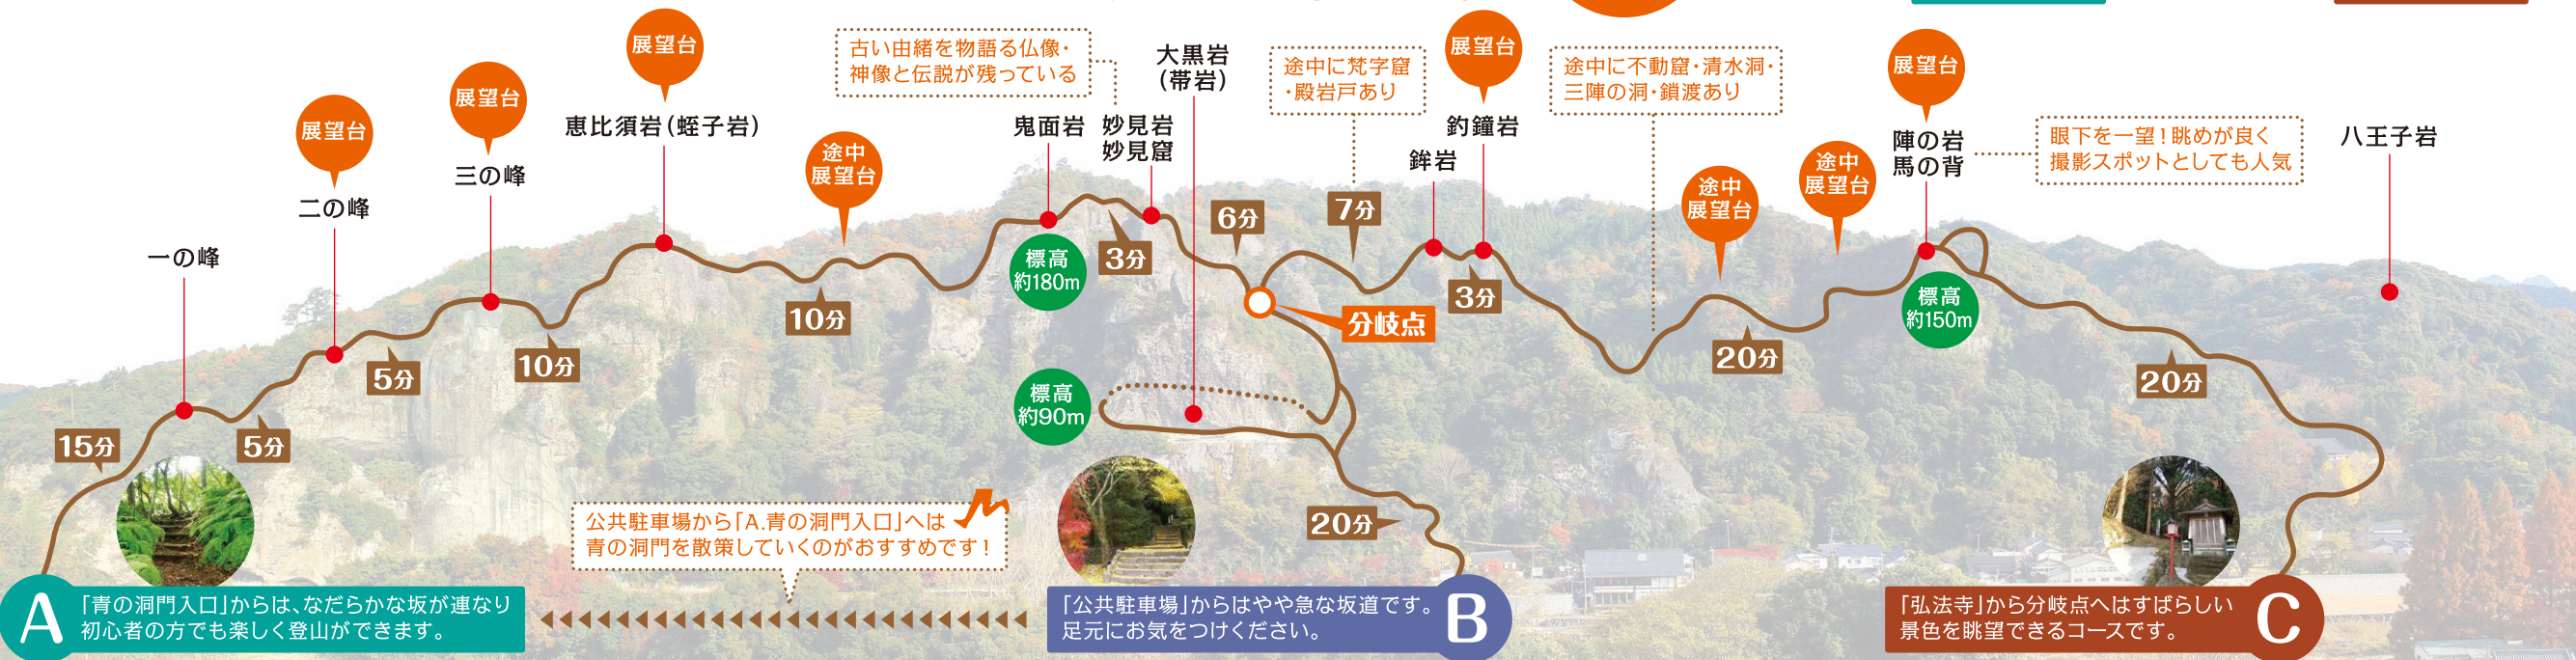 一の峰
展望台
二の峰
展望台
三の峰
展望台
恵比須岩（蛭子岩）
途中
展望台
古い由緒を物語る仏像・
神像と伝説が残っている
鬼面岩
妙見岩
妙見窟
大黒岩
（帯岩）
途中に梵字窟
・殿岩戸あり
鉾岩
展望台
釣鐘岩
途中に不動窟・清水洞・
三陣の洞・鎖渡あり
途中
展望台
途中
展望台
展望台
陣の岩
馬の背
眼下を一望！眺めが良く
撮影スポットとしても人気
八王子岩
15分
5分
5分
10分
10分
標高
約180m
3分
6分
7分
分岐点
3分
20分
標高
約150m
20分
標高
約90m
20分
公共駐車場から「A.青の洞門入口」へは
青の洞門を散策していくのがおすすめです！
A
「青の洞門入口」からは、なだらかな坂が連なり
初心者の方でも楽しく登山ができます。
「公共駐車場」からはやや急な坂道です。
足元にお気をつけください。
B
「弘法寺」から分岐点へはすばらしい
景色を眺望できるコースです。
C